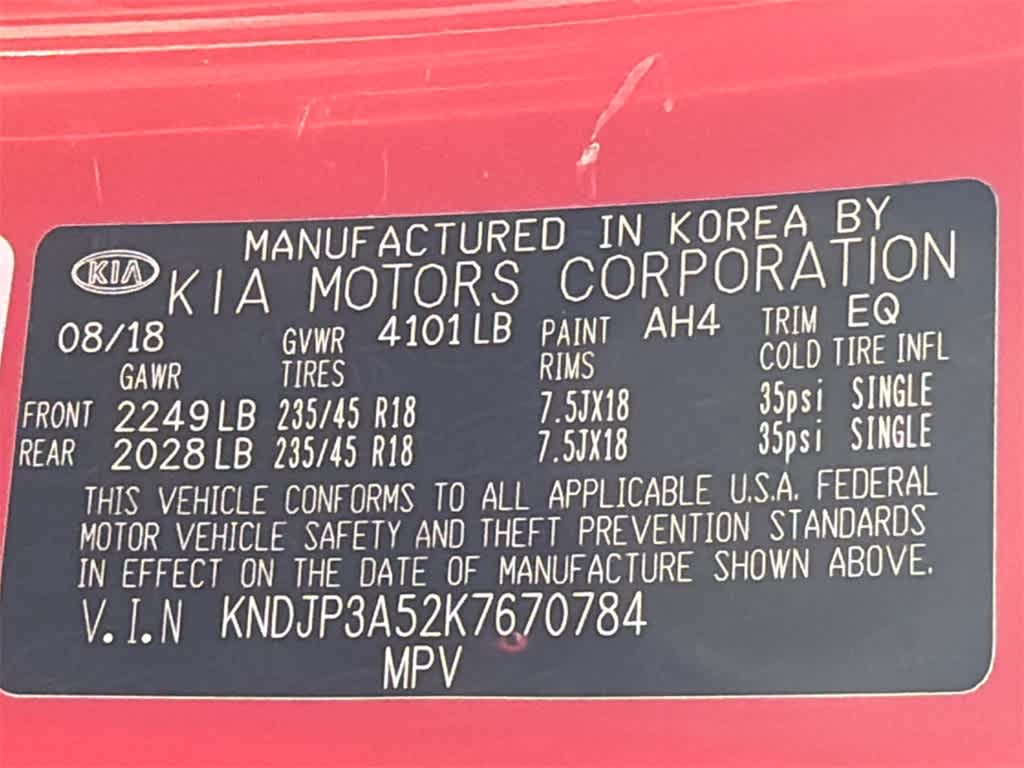 MANUFACTURED IN KOREA BY
KIA KIA MOTORS CORPORATION
08/18 GVWR 4101 LB PAINT AH4 TRIM EQ
GAWR TIRES RIMS COLD TIRE INFL
FRONT 2249 LB 235/45 R18 7.5JX18 35psi SINGLE
REAR 2028 LB 235/45 R18 7.5JX18 35psi SINGLE
THIS VEHICLE CONFORMS TO ALL APPLICABLE U.S.A. FEDERAL
MOTOR VEHICLE SAFETY AND THEFT PREVENTION STANDARDS
IN EFFECT ON THE DATE OF MANUFACTURE SHOWN ABOVE.
V.I.N KNDJP3A52K7670784
MPV